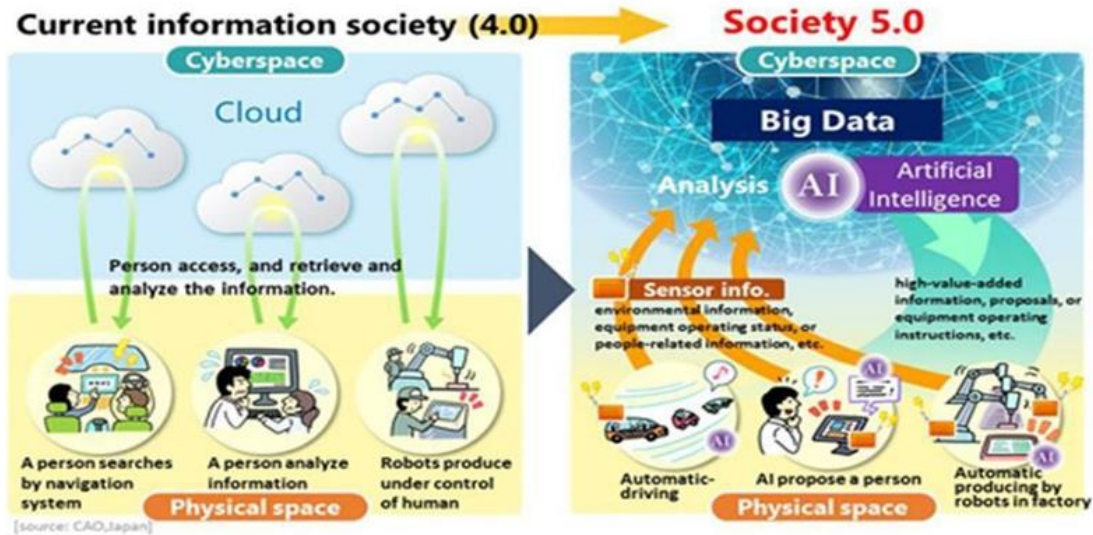 Current information society (4.0)
Society 5.0
Cyberspace
Cloud
Person access, and retrieve and
analyze the information.
A person searches
by navigation
system
A person analyze
information
Robots produce
under control
of human
Physical space
[source: CAO,Japan]
Cyberspace
Big Data
Analysis
AI
Artificial
Intelligence
Sensor info.
environmental information,
equipment operating status, or
people-related information, etc.
high-value-added
information, proposals, or
equipment operating
instructions, etc.
AI
AI
AI
Automatic-
driving
AI propose a person
Automatic
producing by
robots in factory
Physical space